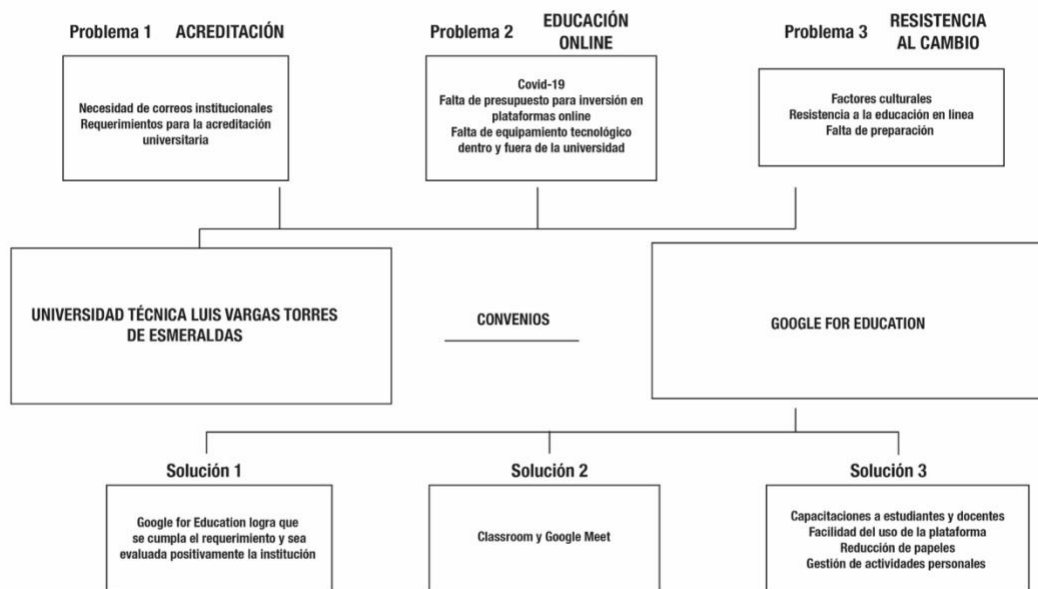 Problema 1 ACREDITACIÓN
Necesidad de correos institucionales
Requerimientos para la acreditación
universitaria
Problema 2 EDUCACIÓN
ONLINE
Covid-19
Falta de presupuesto para inversión en
plataformas online
Falta de equipamiento tecnológico
dentro y fuera de la universidad
Problema 3 RESISTENCIA
AL CAMBIO
Factores culturales
Resistencia a la educación en linea
Falta de preparación
UNIVERSIDAD TÉCNICA LUIS VARGAS TORRES
DE ESMERALDAS
CONVENIOS
GOOGLE FOR EDUCATION
Solución 1
Google for Education logra que
se cumpla el requerimiento y sea
evaluada positivamente la institución
Solución 2
Classroom y Google Meet
Solución 3
Capacitaciones a estudiantes y docentes
Facilidad del uso de la plataforma
Reducción de papeles
Gestión de actividades personales